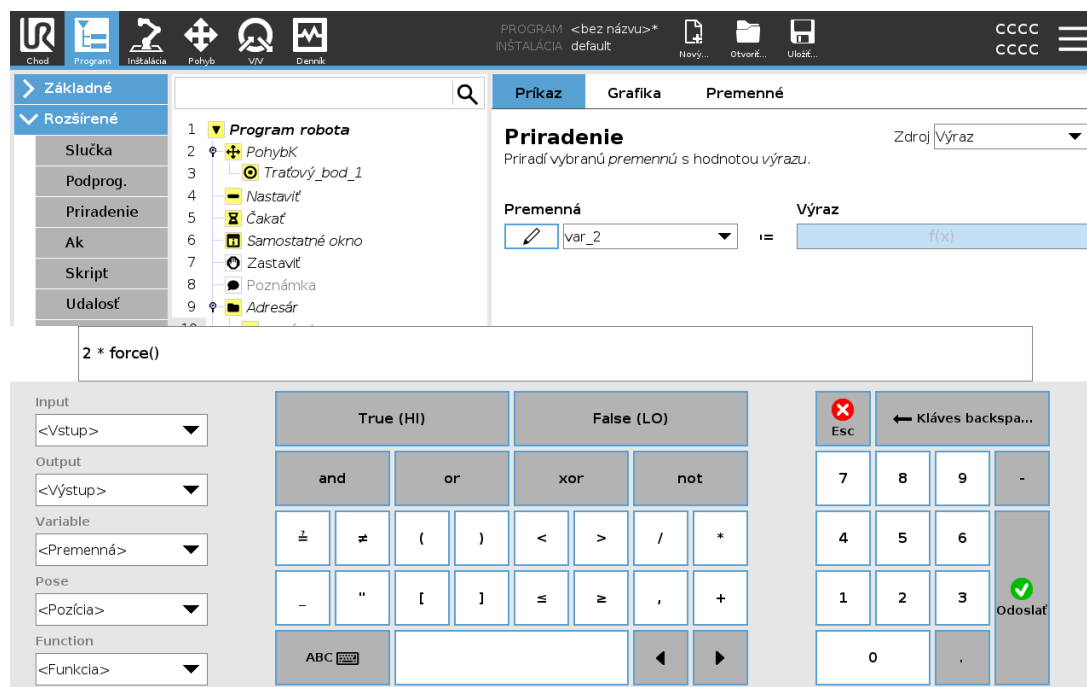 PROGRAM <bez názvu>*
INŠTALÁCIA default
CCCC
CCCC
Chod Program Inštalácia Pohyb V/V Denník Nový... Otvoriť... Uložiť...
Základné
Rozšírené
Slučka
Podprog.
Priradenie
Ak
Skript
Udalosť
1 Program robota
2 PohybK
3 Traťový_bod_1
4 Nastaviť
5 Čakať
6 Samostatné okno
7 Zastaviť
8 Poznámka
9 Adresár
Príkaz Grafika Premenné
Priradenie
Zdroj Výraz
Priradí vybranú premennú s hodnotou výrazu.
Premenná Výraz
var_2 := f(x)
2 * force()
Input
<Vstup>
Output
<Výstup>
Variable
<Premenná>
Pose
<Pozícia>
Function
<Funkcia>
True (HI) False (LO)
and or xor not
≟ ≠ ( ) < > / *
_ " [ ] ≤ ≥ , +
ABC
Esc Kláves backspa...
7 8 9 -
4 5 6
1 2 3 Odoslať
0 .